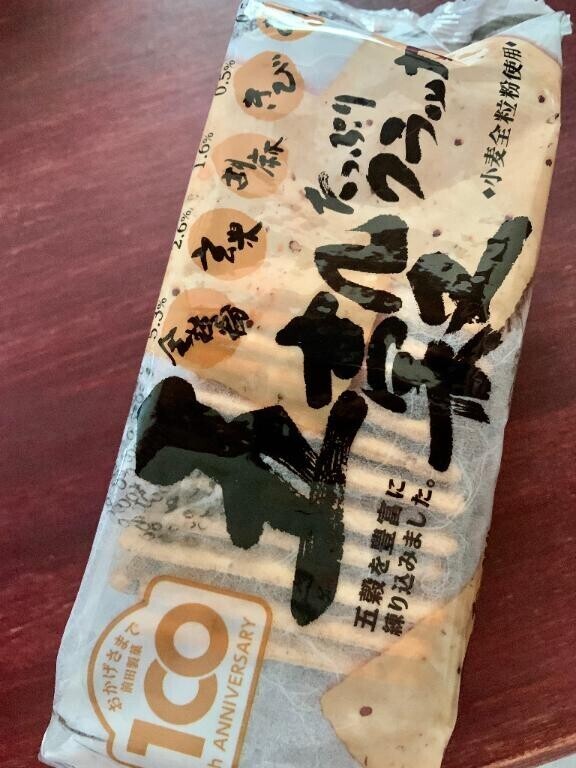 ◆小麦全粒粉使用◆
たっぷり
クラッカー
五穀
五穀を豊富に
練り込みました。
きび
0.5%
胡麻
1.6%
玄米
2.6%
全粒粉
5.3%
おかげさまで
前田製菓
100
th ANNIVERSARY